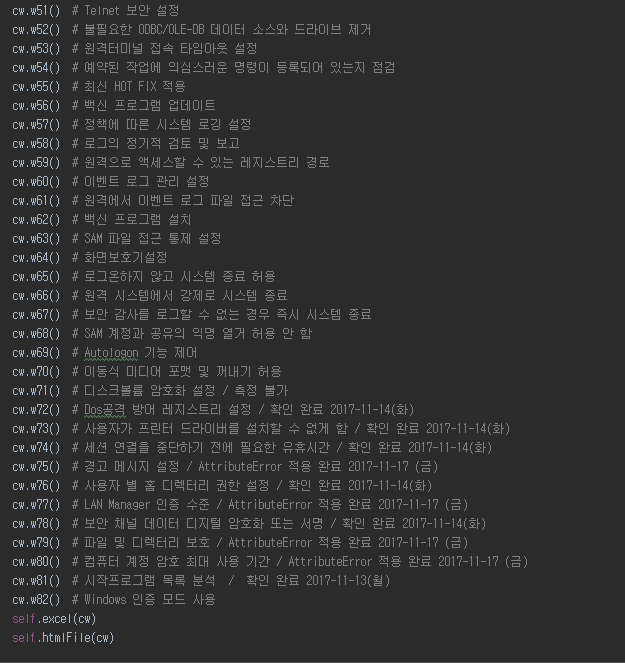 cw.w51() # Telnet 보안 설정
cw.w52() # 불필요한 ODBC/OLE-DB 데이터 소스와 드라이브 제거
cw.w53() # 원격터미널 접속 타임아웃 설정
cw.w54() # 예약된 작업에 의심스러운 명령이 등록되어 있는지 점검
cw.w55() # 최신 HOT FIX 적용
cw.w56() # 백신 프로그램 업데이트
cw.w57() # 정책에 따른 시스템 로깅 설정
cw.w58() # 로그의 정기적 검토 및 보고
cw.w59() # 원격으로 액세스할 수 있는 레지스트리 경로
cw.w60() # 이벤트 로그 관리 설정
cw.w61() # 원격에서 이벤트 로그 파일 접근 차단
cw.w62() # 백신 프로그램 설치
cw.w63() # SAM 파일 접근 통제 설정
cw.w64() # 화면보호기설정
cw.w65() # 로그온하지 않고 시스템 종료 허용
cw.w66() # 원격 시스템에서 강제로 시스템 종료
cw.w67() # 보안 감사를 로그할 수 없는 경우 즉시 시스템 종료
cw.w68() # SAM 계정과 공유의 익명 열거 허용 안 함
cw.w69() # Autologon 기능 제어
cw.w70() # 이동식 미디어 포맷 및 꺼내기 허용
cw.w71() # 디스크볼륨 암호화 설정 / 측정 불가
cw.w72() # Dos공격 방어 레지스트리 설정 / 확인 완료 2017-11-14(화)
cw.w73() # 사용자가 프린터 드라이버를 설치할 수 없게 함 / 확인 완료 2017-11-14(화)
cw.w74() # 세션 연결을 중단하기 전에 필요한 유휴시간 / 확인 완료 2017-11-14(화)
cw.w75() # 경고 메시지 설정 / AttributeError 적용 완료 2017-11-17 (금)
cw.w76() # 사용자 별 홈 디렉터리 권한 설정 / 확인 완료 2017-11-14(화)
cw.w77() # LAN Manager 인증 수준 / AttributeError 적용 완료 2017-11-17 (금)
cw.w78() # 보안 채널 데이터 디지털 암호화 또는 서명 / 확인 완료 2017-11-14(화)
cw.w79() # 파일 및 디렉터리 보호 / AttributeError 적용 완료 2017-11-17 (금)
cw.w80() # 컴퓨터 계정 암호 최대 사용 기간 / AttributeError 적용 완료 2017-11-17 (금)
cw.w81() # 시작프로그램 목록 분석 / 확인 완료 2017-11-13(월)
cw.w82() # Windows 인증 모드 사용
self.excel(cw)
self.htmlFile(cw)